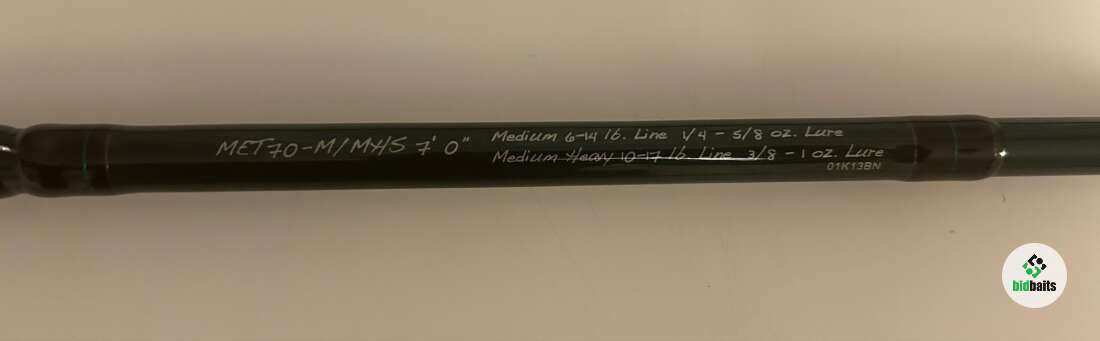 MET70-M/MHS 7' 0"
Medium 6-14 lb. Line 1/4 - 5/8 oz. Lure
Medium Heavy 10-17 lb. Line 3/8 - 1 oz. Lure
01K13BN
bidbaits